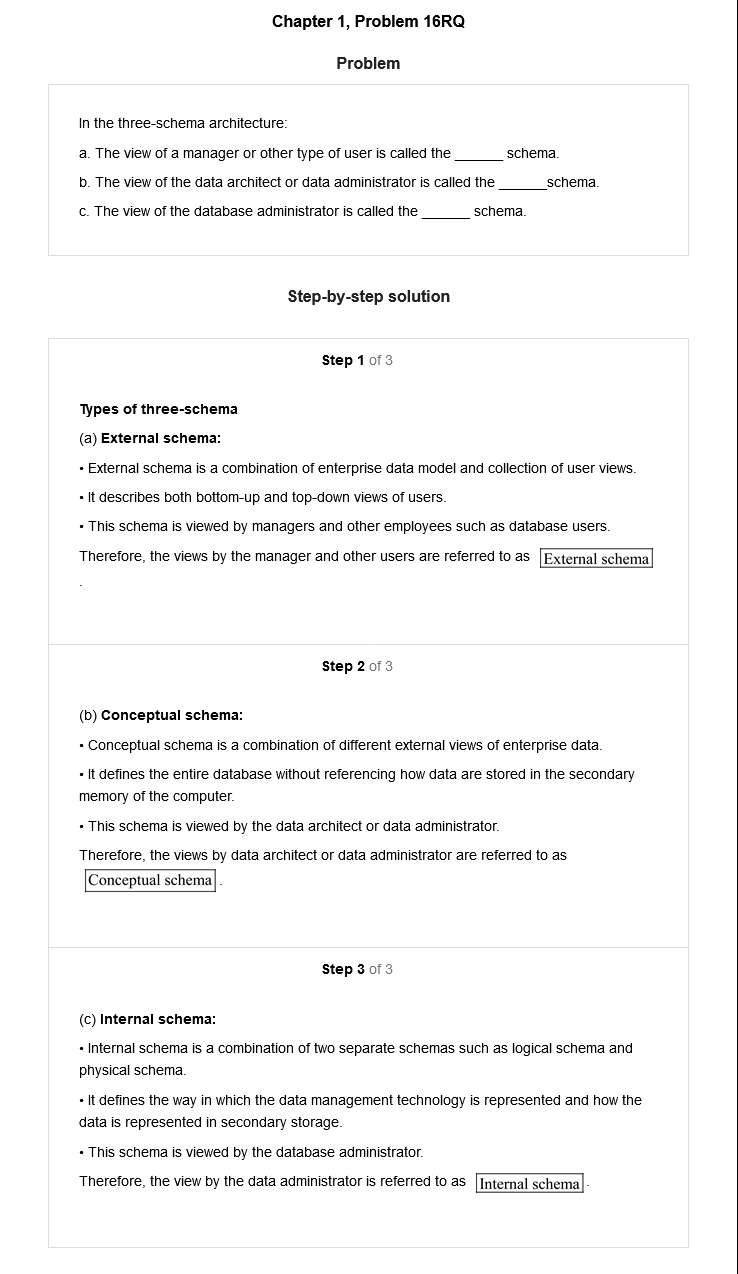 Chapter 1, Problem 16RQ
Problem
In the three-schema architecture:
a. The view of a manager or other type of user is called the ______ schema.
b. The view of the data architect or data administrator is called the ______schema.
c. The view of the database administrator is called the ______ schema.
Step-by-step solution
Step 1 of 3
Types of three-schema
(a) External schema:
• External schema is a combination of enterprise data model and collection of user views.
• It describes both bottom-up and top-down views of users.
• This schema is viewed by managers and other employees such as database users.
Therefore, the views by the manager and other users are referred to as External schema
.
Step 2 of 3
(b) Conceptual schema:
• Conceptual schema is a combination of different external views of enterprise data.
• It defines the entire database without referencing how data are stored in the secondary
memory of the computer.
• This schema is viewed by the data architect or data administrator.
Therefore, the views by data architect or data administrator are referred to as
Conceptual schema .
Step 3 of 3
(c) Internal schema:
• Internal schema is a combination of two separate schemas such as logical schema and
physical schema.
• It defines the way in which the data management technology is represented and how the
data is represented in secondary storage.
• This schema is viewed by the database administrator.
Therefore, the view by the data administrator is referred to as Internal schema .